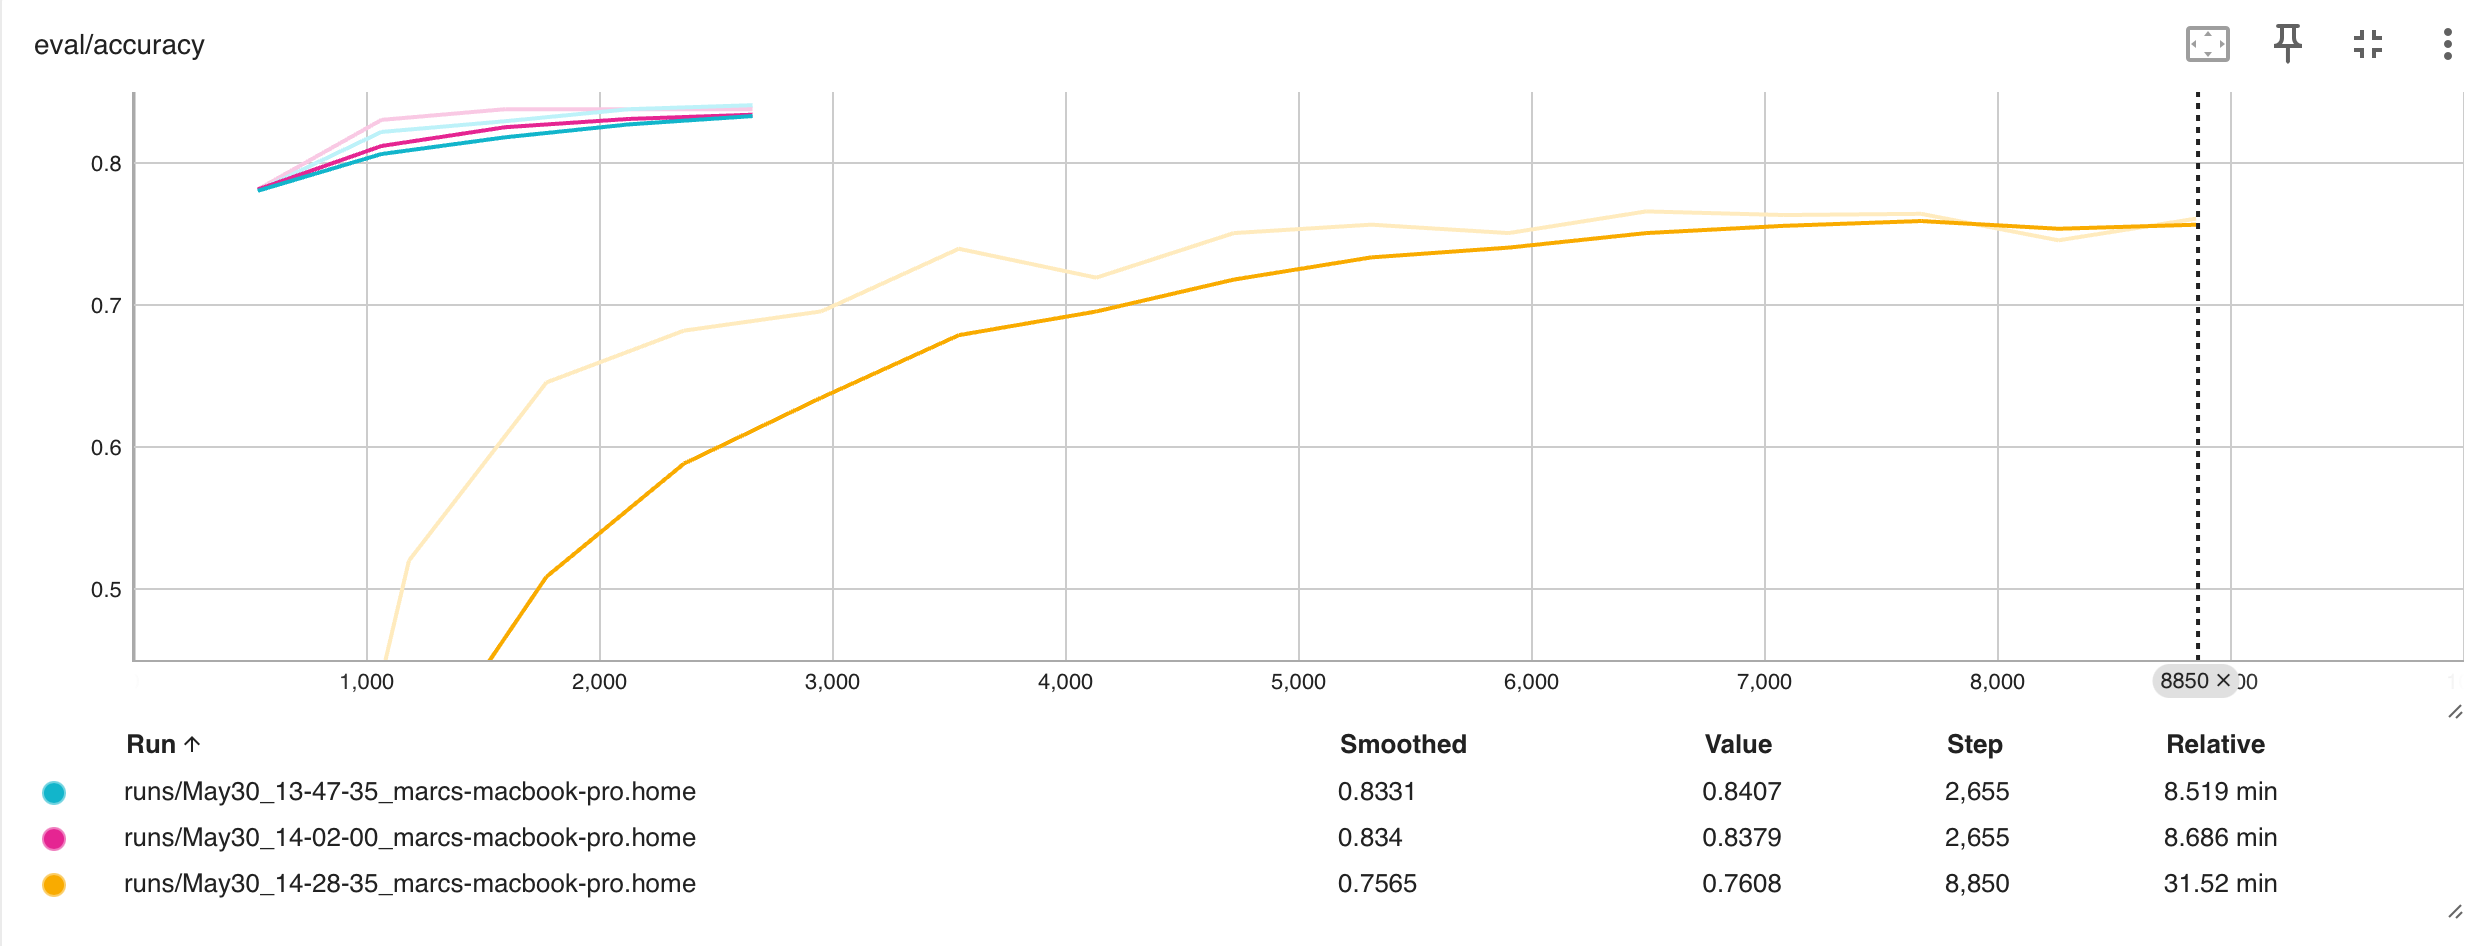 eval/accuracy
0.8
0.7
0.6
0.5
1,000 2,000 3,000 4,000 5,000 6,000 7,000 8,000 8850 ×
Run ↑ Smoothed Value Step Relative
runs/May30_13-47-35_marcs-macbook-pro.home 0.8331 0.8407 2,655 8.519 min
runs/May30_14-02-00_marcs-macbook-pro.home 0.834 0.8379 2,655 8.686 min
runs/May30_14-28-35_marcs-macbook-pro.home 0.7565 0.7608 8,850 31.52 min